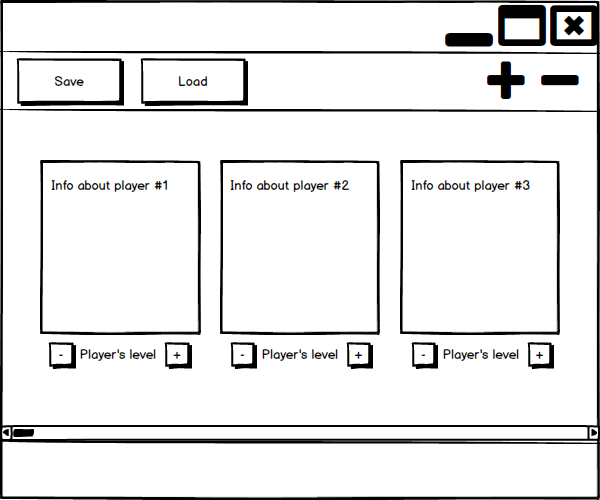 Save
Load
Info about player #1
Info about player #2
Info about player #3
- Player's level +
- Player's level +
- Player's level +